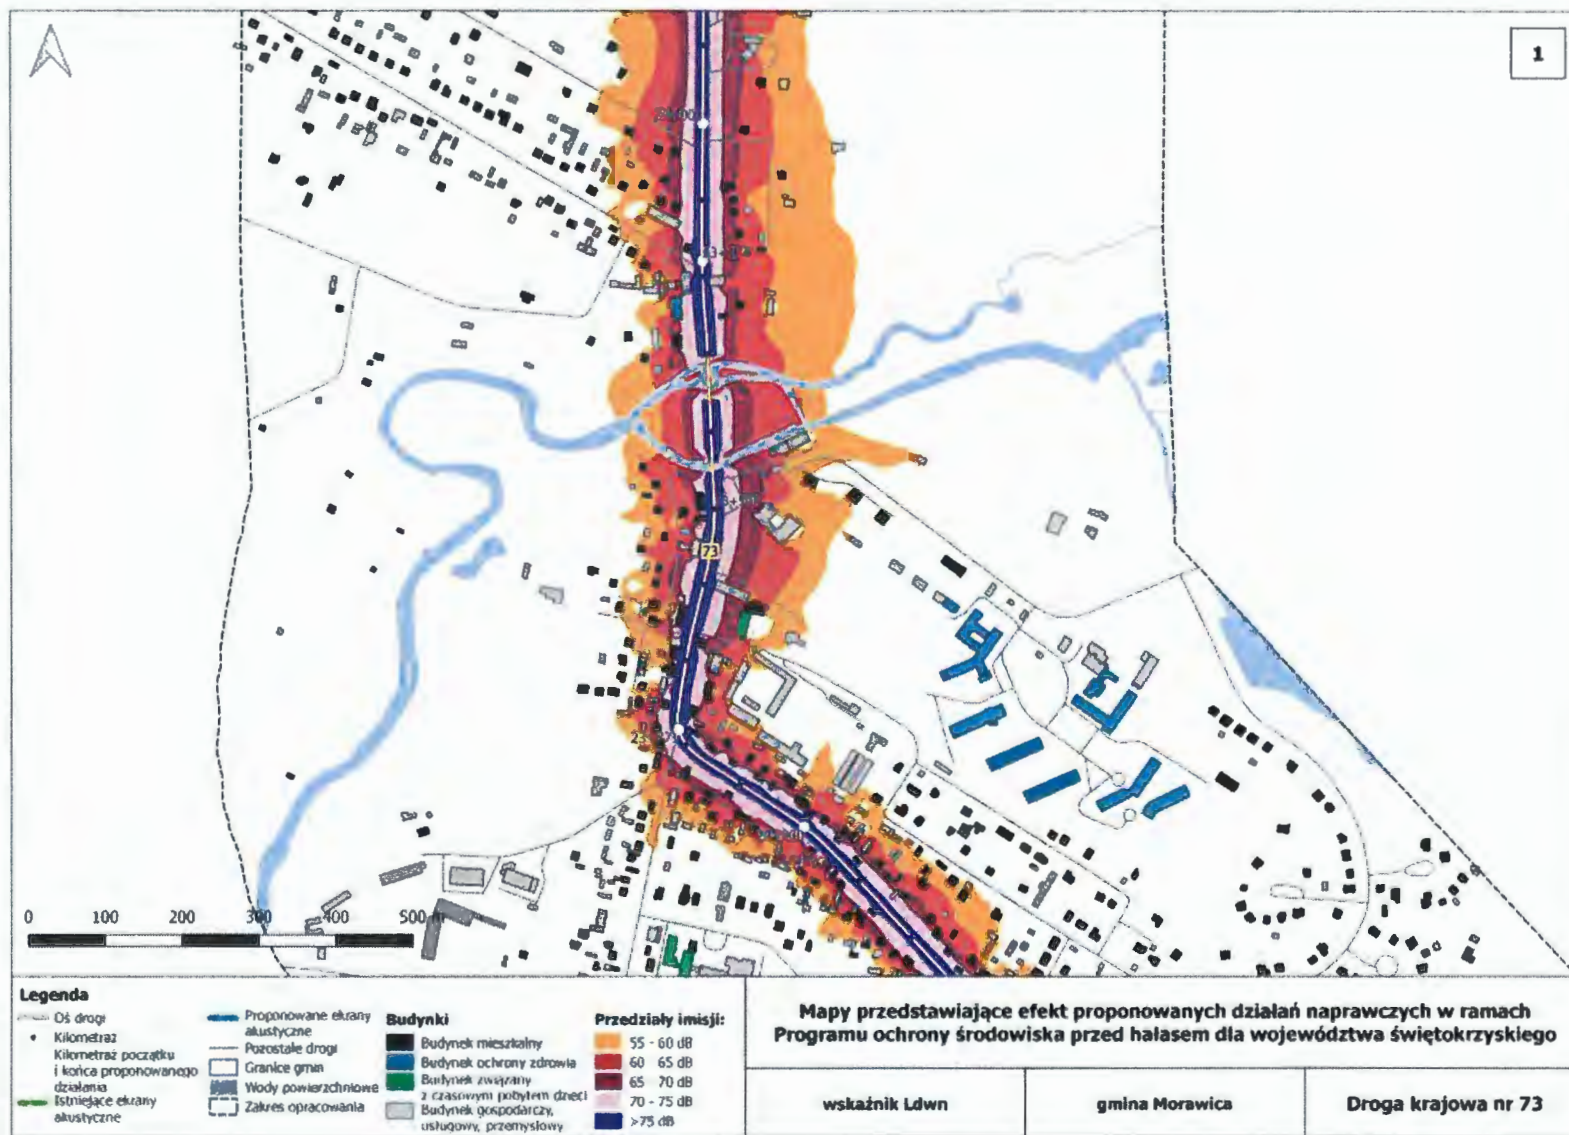 1
73
0 100 200 300 400 500 m
Legenda
Oś drogi
Kilometraż
Kilometraż początku
i końca proponowanego
działania
Istniejące ekrany
akustyczne
Proponowane ekrany
akustyczne
Pozostałe drogi
Granice gmin
Wody powierzchniowe
Zakres opracowania
Budynki
Budynek mieszkalny
Budynek ochrony zdrowia
Budynek związany
z czasowym pobytem dzieci
Budynek gospodarczy,
usługowy, przemysłowy
Przedziały imisji:
55 - 60 dB
60 65 dB
65 - 70 dB
70 - 75 dB
>75 dB
Mapy przedstawiające efekt proponowanych działań naprawczych w ramach
Programu ochrony środowiska przed hałasem dla województwa świętokrzyskiego
wskaźnik Ldwn
gmina Morawica
Droga krajowa nr 73